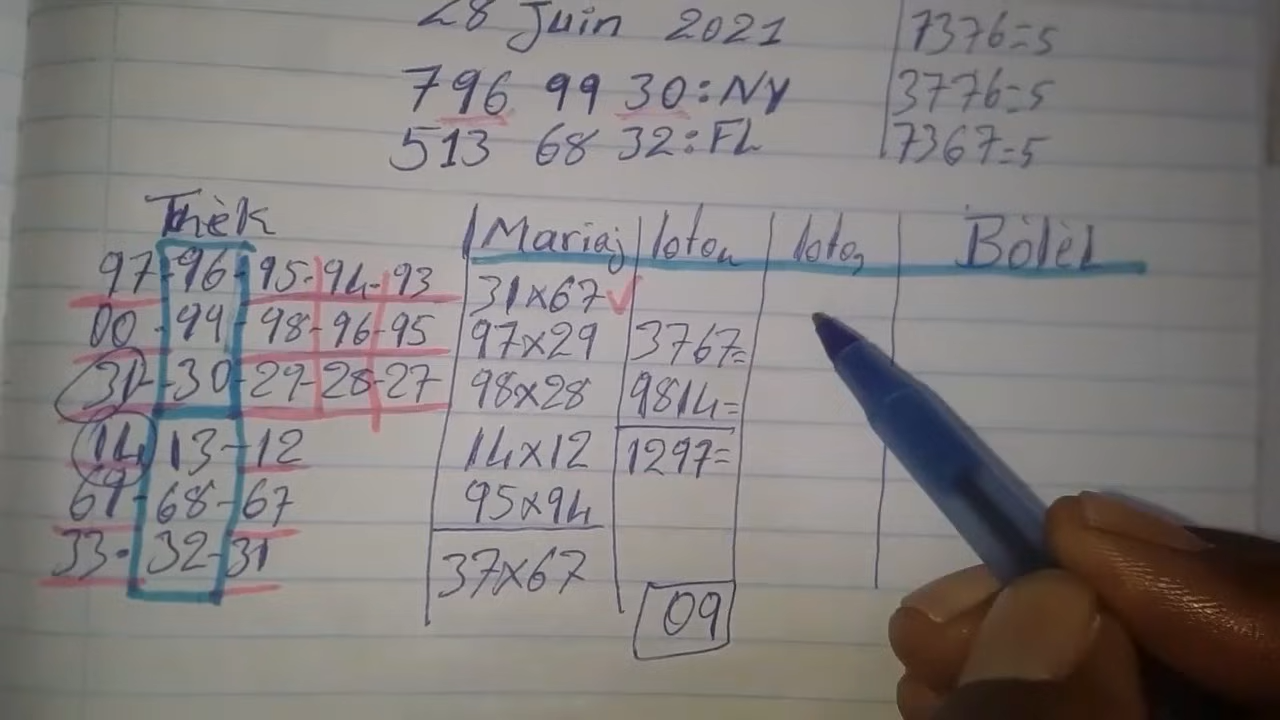 28 Juin 2021
796 99 30:NY
513 68 32:FL
7376=5
3776=5
7367=5
Thèk
97-96-95-94-93
00-99-98-96-95
31-30-29-28-27
14 13-12
69-68-67
33-32-31
Mariaj
31x67✓
97x29
98x28
14x12
95x94
37x67
loto4
3767=
9814=
1297=
09
loto5
Bòlèt